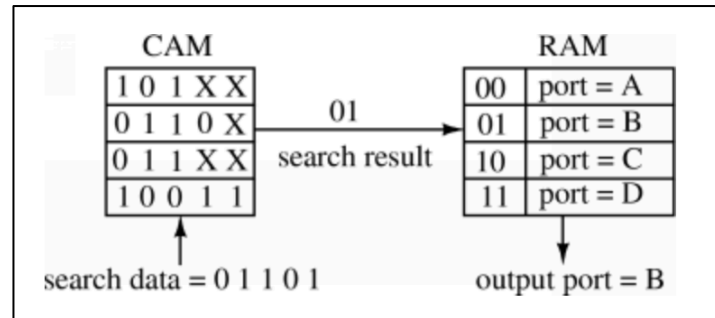 CAM RAM
1 0 1 X X 00 port = A
0 1 1 0 X 01 01 port = B
0 1 1 X X search result 10 port = C
1 0 0 1 1 11 port = D
search data = 0 1 1 0 1 output port = B